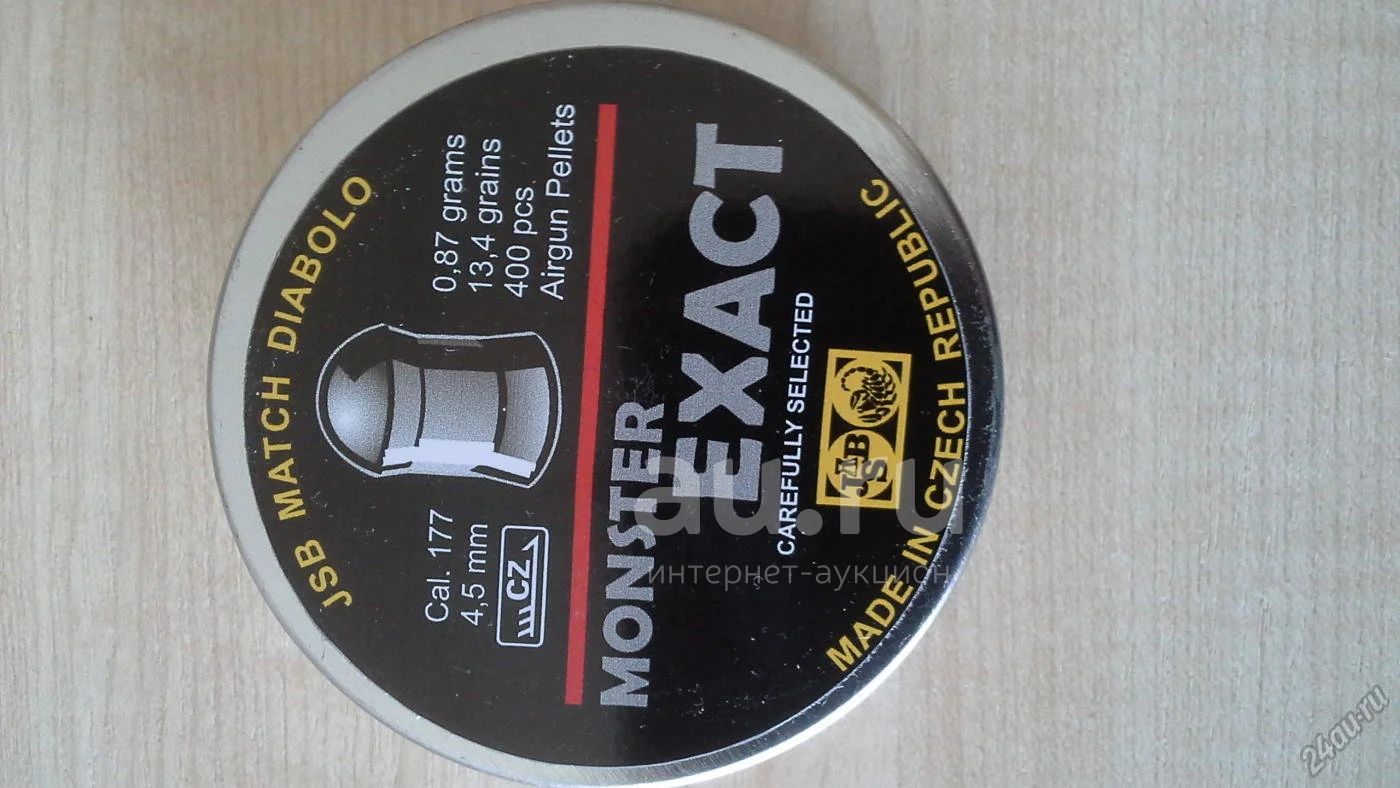 JSB MATCH DIABOLO
Cal. 177
4,5 mm
CZ
0,87 grams
13,4 grains
400 pcs
Airgun Pellets
MONSTER
EXACT
CAREFULLY SELECTED
JSB
MADE IN CZECH REPUBLIC
au.ru
интернет-аукцион
24au.ru